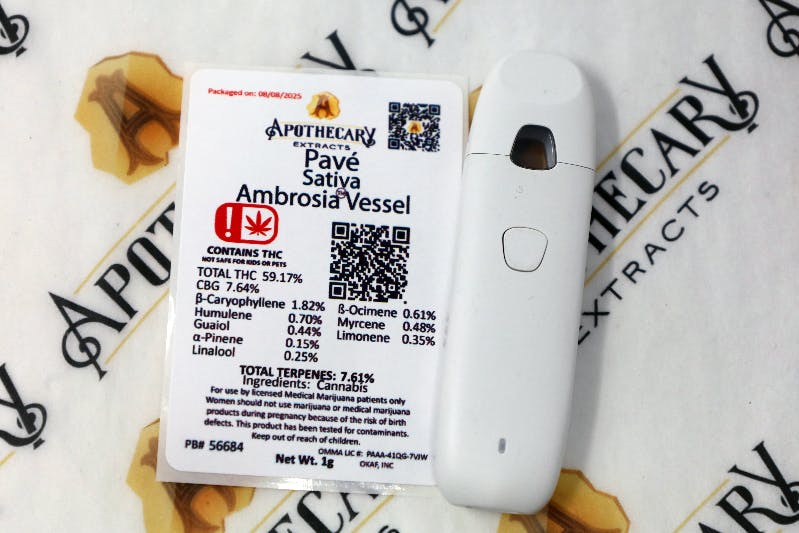 Packaged on: 08/08/2025
APOTHECARY
EXTRACTS
Pavé
Sativa
Ambrosia™ Vessel
CONTAINS THC
NOT SAFE FOR KIDS OR PETS
TOTAL THC 59.17%
CBG 7.64%
β-Caryophyllene 1.82%
Humulene 0.70%
Guaiol 0.44%
α-Pinene 0.15%
Linalool 0.25%
ß-Ocimene 0.61%
Myrcene 0.48%
Limonene 0.35%
TOTAL TERPENES: 7.61%
Ingredients: Cannabis
For use by licensed Medical Marijuana patients only
Women should not use marijuana or medical marijuana
products during pregnancy because of the risk of birth
defects. This product has been tested for contaminants.
Keep out of reach of children.
PB# 56684
OMMA LIC #: PAAA-41QG-7VJW
Net Wt. 1g
OKAF, INC
APOTHECARY
APOTHECARY
EXTRACTS